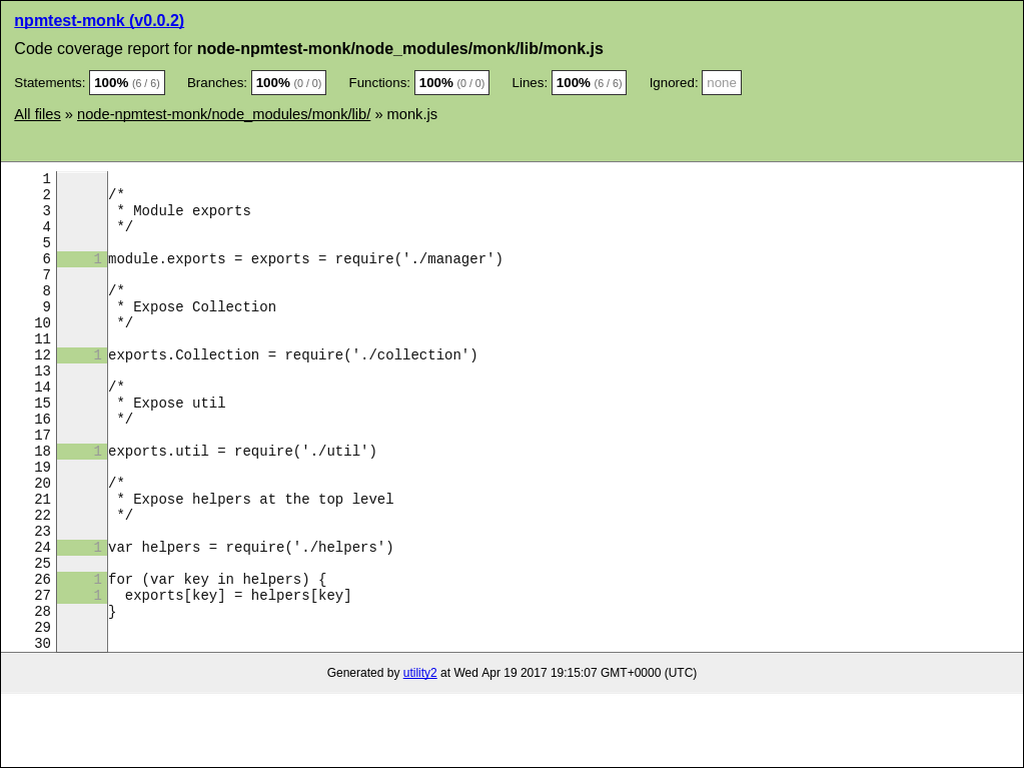 npmtest-monk (v0.0.2)
Code coverage report for node-npmtest-monk/node_modules/monk/lib/monk.js
Statements: 100% (6 / 6) Branches: 100% (0 / 0) Functions: 100% (0 / 0) Lines: 100% (6 / 6) Ignored: none
All files » node-npmtest-monk/node_modules/monk/lib/ » monk.js
1
2 /*
3  * Module exports
4  */
5
6 1 module.exports = exports = require('./manager')
7
8 /*
9  * Expose Collection
10  */
11
12 1 exports.Collection = require('./collection')
13
14 /*
15  * Expose util
16  */
17
18 1 exports.util = require('./util')
19
20 /*
21  * Expose helpers at the top level
22  */
23
24 1 var helpers = require('./helpers')
25
26 1 for (var key in helpers) {
27 1   exports[key] = helpers[key]
28 }
29
30
Generated by utility2 at Wed Apr 19 2017 19:15:07 GMT+0000 (UTC)